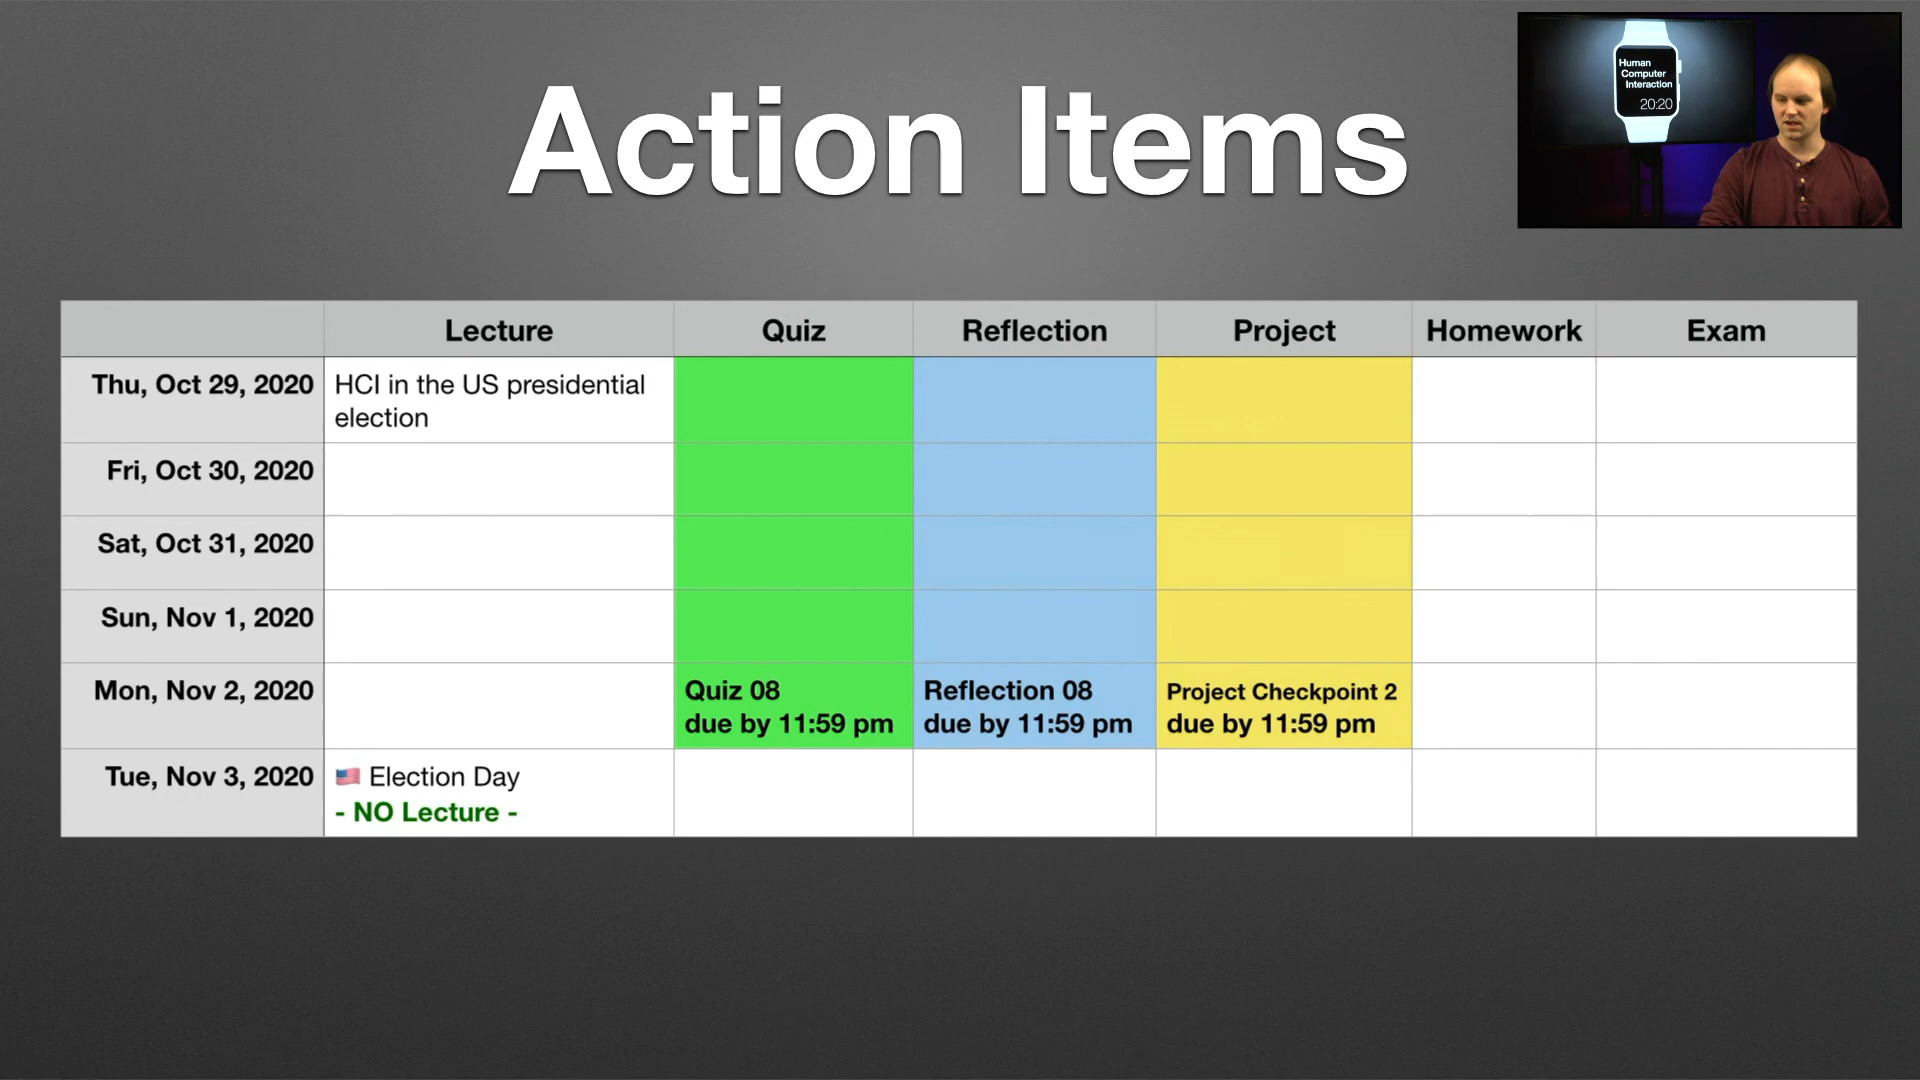 Action Items
Human
Computer
Interaction
20:20
Lecture Quiz Reflection Project Homework Exam
Thu, Oct 29, 2020 HCI in the US presidential
election
Fri, Oct 30, 2020
Sat, Oct 31, 2020
Sun, Nov 1, 2020
Mon, Nov 2, 2020 Quiz 08 Reflection 08 Project Checkpoint 2
due by 11:59 pm due by 11:59 pm due by 11:59 pm
Tue, Nov 3, 2020 🇺🇸 Election Day
- NO Lecture -